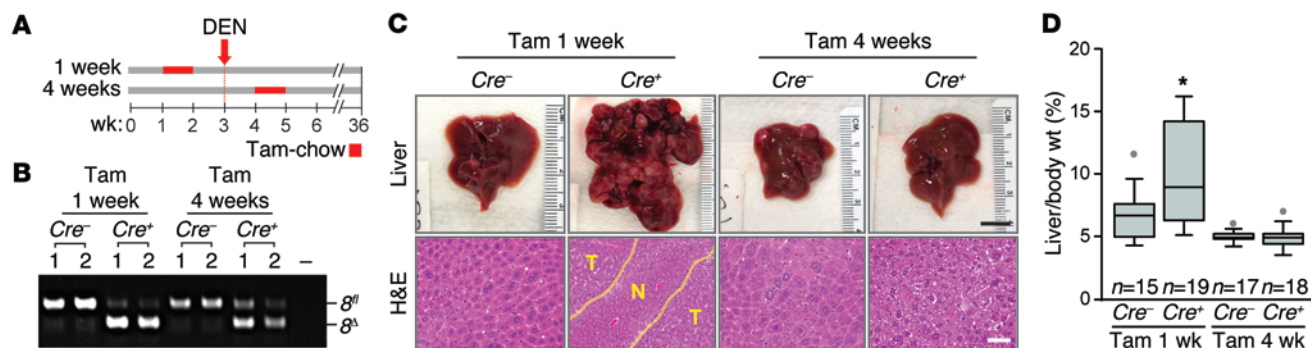 A
DEN
1 week
4 weeks
wk: 0 1 2 3 4 5 6 36
Tam-chow
B
Tam 1 week
Tam 4 weeks
Cre– Cre+ Cre– Cre+
1 2 1 2 1 2 1 2 –
8fl
8Δ
C
Tam 1 week Tam 4 weeks
Cre– Cre+ Cre– Cre+
Liver
H&E
T
N
T
D
Liver/body wt (%)
20
15
10
5
0
*
n=15 n=19 n=17 n=18
Cre– Cre+ Cre– Cre+
Tam 1 wk Tam 4 wk